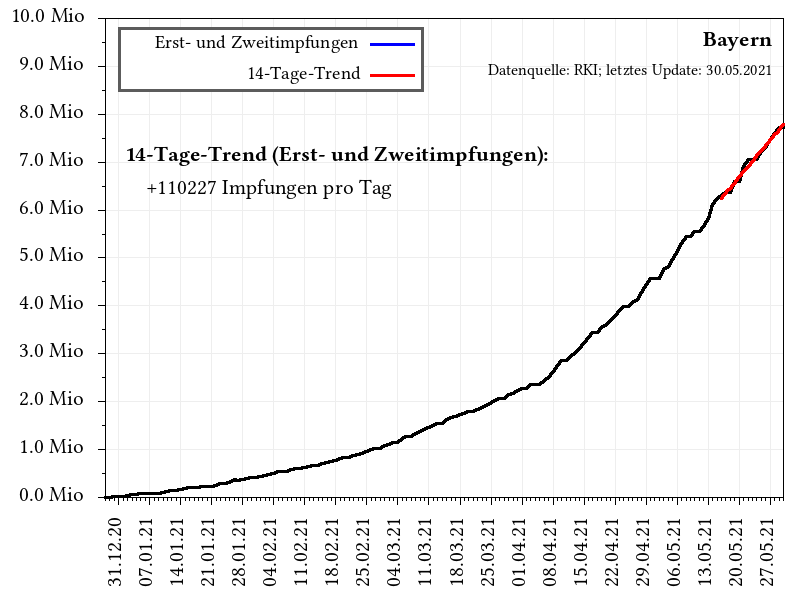 10.0 Mio
9.0 Mio
8.0 Mio
7.0 Mio
6.0 Mio
5.0 Mio
4.0 Mio
3.0 Mio
2.0 Mio
1.0 Mio
0.0 Mio
Erst- und Zweitimpfungen
14-Tage-Trend
Bayern
Datenquelle: RKI; letztes Update: 30.05.2021
14-Tage-Trend (Erst- und Zweitimpfungen):
+110227 Impfungen pro Tag
31.12.20
07.01.21
14.01.21
21.01.21
28.01.21
04.02.21
11.02.21
18.02.21
25.02.21
04.03.21
11.03.21
18.03.21
25.03.21
01.04.21
08.04.21
15.04.21
22.04.21
29.04.21
06.05.21
13.05.21
20.05.21
27.05.21